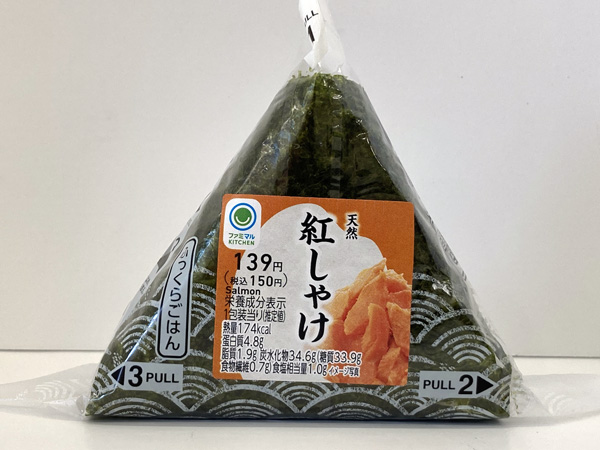 PULL
1
ファミマル
KITCHEN
天然
紅しゃけ
139円
(税込150円)
Salmon
栄養成分表示
1包装当り(推定値)
熱量174kcal
蛋白質4.8g
脂質1.9g 炭水化物34.6g(糖質33.9g
食物繊維0.7g) 食塩相当量1.0g イメージ写真
ふっくらごはん
3 PULL
PULL 2